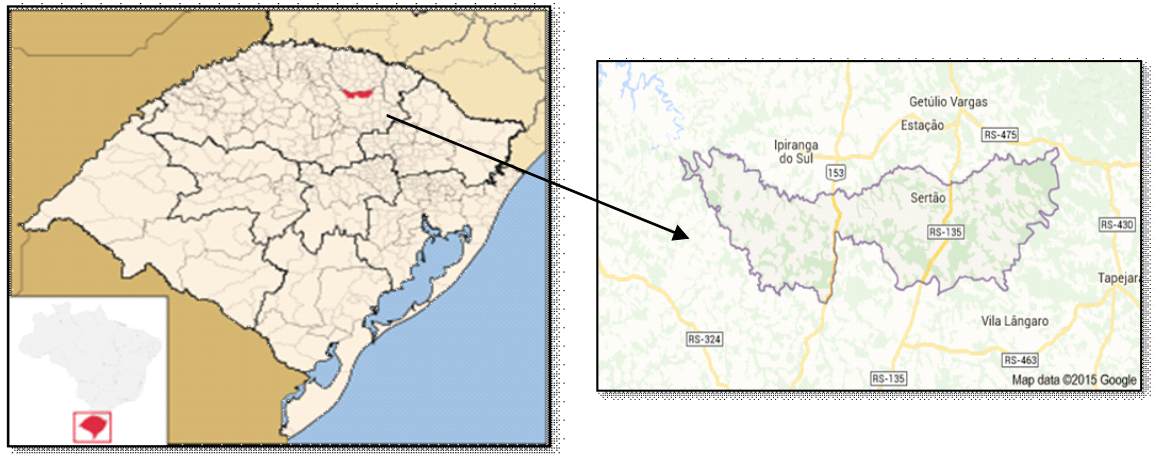 Getúlio Vargas
Estação
RS-475
Ipiranga
do Sul
153
Sertão
RS-135
RS-430
Tapejar
Vila Lângaro
RS-324
RS-463
RS-135
Map data ©2015 Google